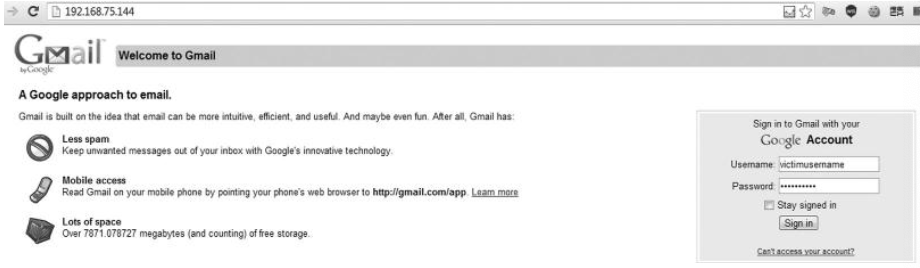 192.168.75.144
Gmail
by Google
Welcome to Gmail
A Google approach to email.
Gmail is built on the idea that email can be more intuitive, efficient, and useful. And maybe even fun. After all, Gmail has:
Less spam
Keep unwanted messages out of your inbox with Google's innovative technology.
Mobile access
Read Gmail on your mobile phone by pointing your phone's web browser to http://gmail.com/app. Learn more
Lots of space
Over 7871.078727 megabytes (and counting) of free storage.
Sign in to Gmail with your
Google Account
Username: victimusername
Password: ••••••••••
Stay signed in
Sign in
Can't access your account?